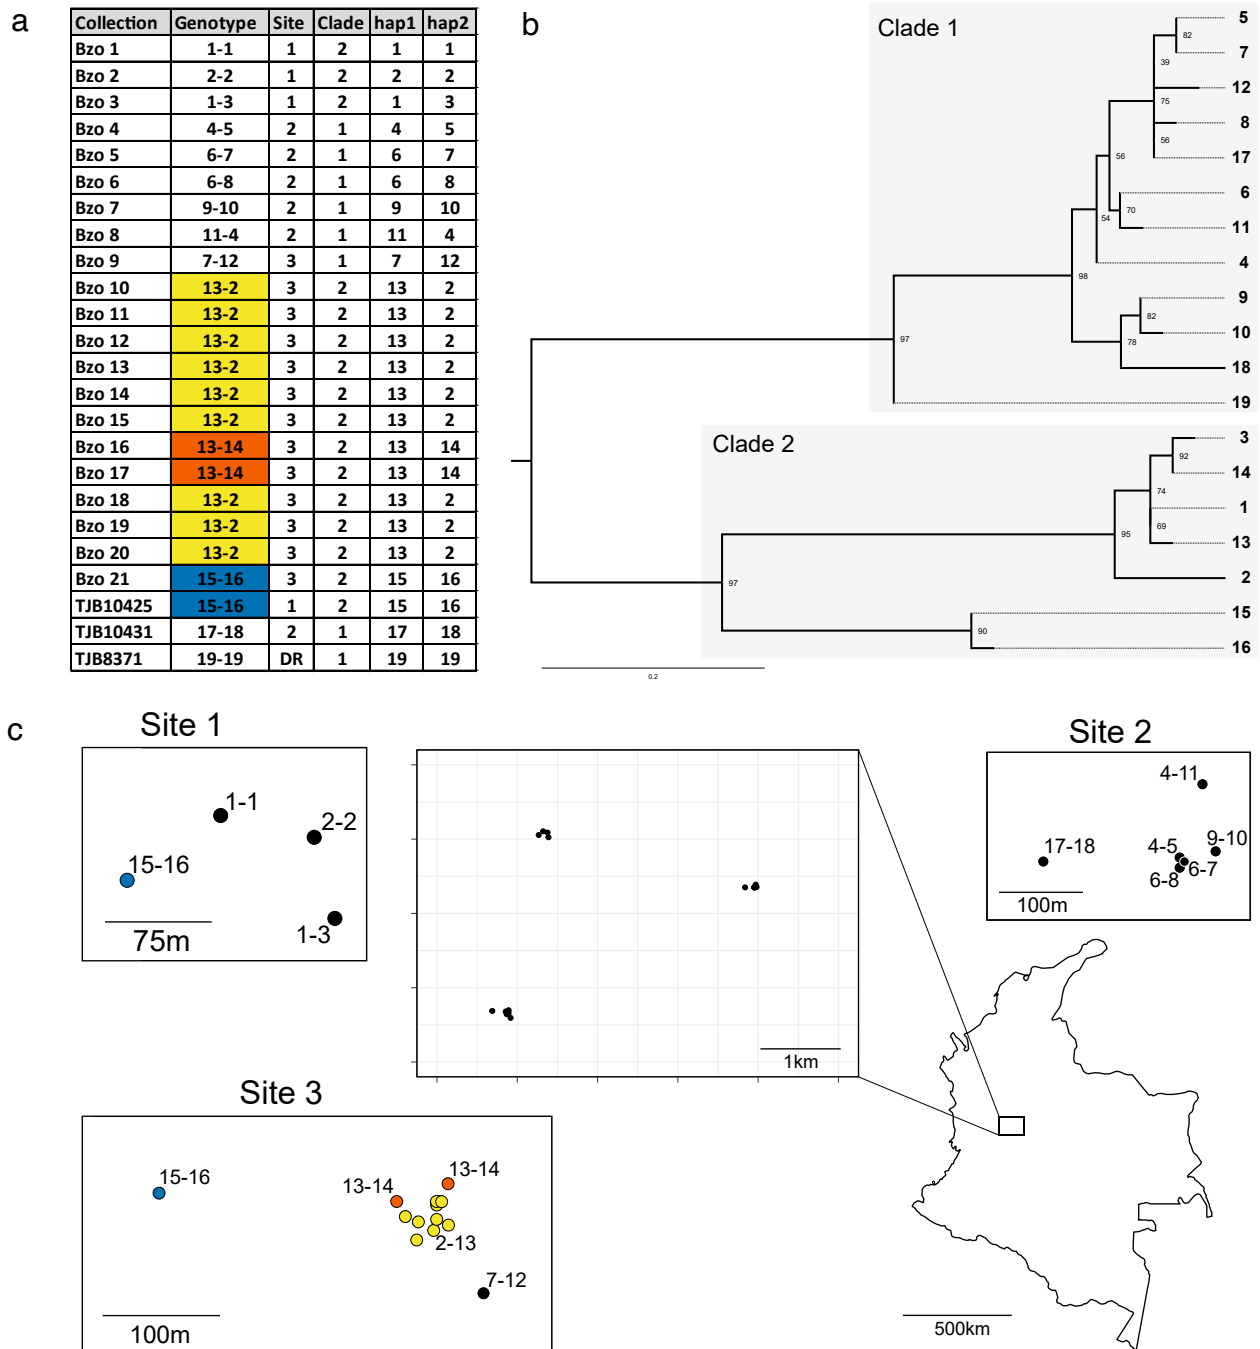 a
Collection Genotype Site Clade hap1 hap2
Bzo 1 1-1 1 2 1 1
Bzo 2 2-2 1 2 2 2
Bzo 3 1-3 1 2 1 3
Bzo 4 4-5 2 1 4 5
Bzo 5 6-7 2 1 6 7
Bzo 6 6-8 2 1 6 8
Bzo 7 9-10 2 1 9 10
Bzo 8 11-4 2 1 11 4
Bzo 9 7-12 3 1 7 12
Bzo 10 13-2 3 2 13 2
Bzo 11 13-2 3 2 13 2
Bzo 12 13-2 3 2 13 2
Bzo 13 13-2 3 2 13 2
Bzo 14 13-2 3 2 13 2
Bzo 15 13-2 3 2 13 2
Bzo 16 13-14 3 2 13 14
Bzo 17 13-14 3 2 13 14
Bzo 18 13-2 3 2 13 2
Bzo 19 13-2 3 2 13 2
Bzo 20 13-2 3 2 13 2
Bzo 21 15-16 3 2 15 16
TJB10425 15-16 1 2 15 16
TJB10431 17-18 2 1 17 18
TJB8371 19-19 DR 1 19 19
b
Clade 1
5
82
7
39
12
75
8
56
17
56
6
70
54
11
4
98
9
82
10
78
18
97
19
Clade 2
3
92
14
74
1
69
95
13
2
97
15
90
16
0.2
c
Site 1
1-1
2-2
15-16
1-3
75m
1km
Site 2
4-11
17-18
4-5
9-10
6-7
6-8
100m
Site 3
15-16
13-14
13-14
2-13
7-12
100m
500km